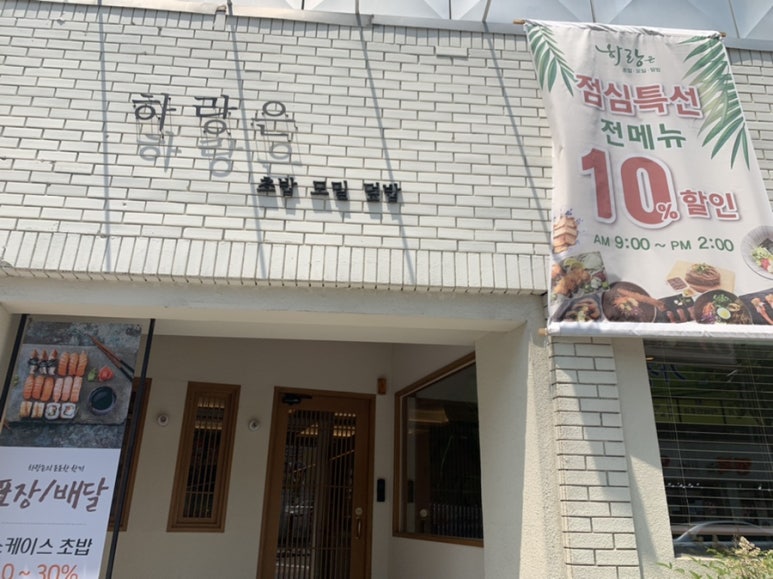 하랑은
초밥 모밀 덮밥
하랑은
초밥·모밀·덮밥
점심특선
전메뉴
10% 할인
AM 9:00 ~ PM 2:00
포장/배달
케이스 초밥
0 ~ 30%